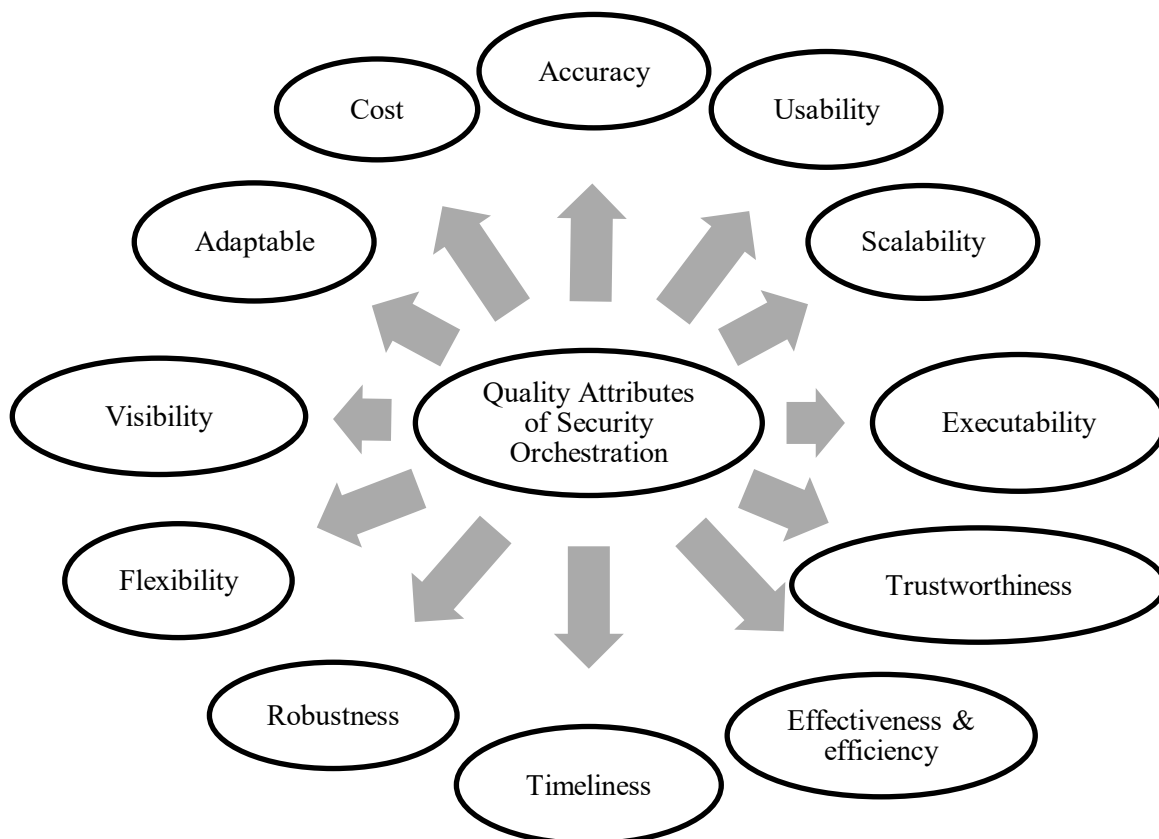 Accuracy
Cost
Usability
Adaptable
Scalability
Quality Attributes
of Security
Orchestration
Visibility
Executability
Flexibility
Trustworthiness
Robustness
Effectiveness &
efficiency
Timeliness